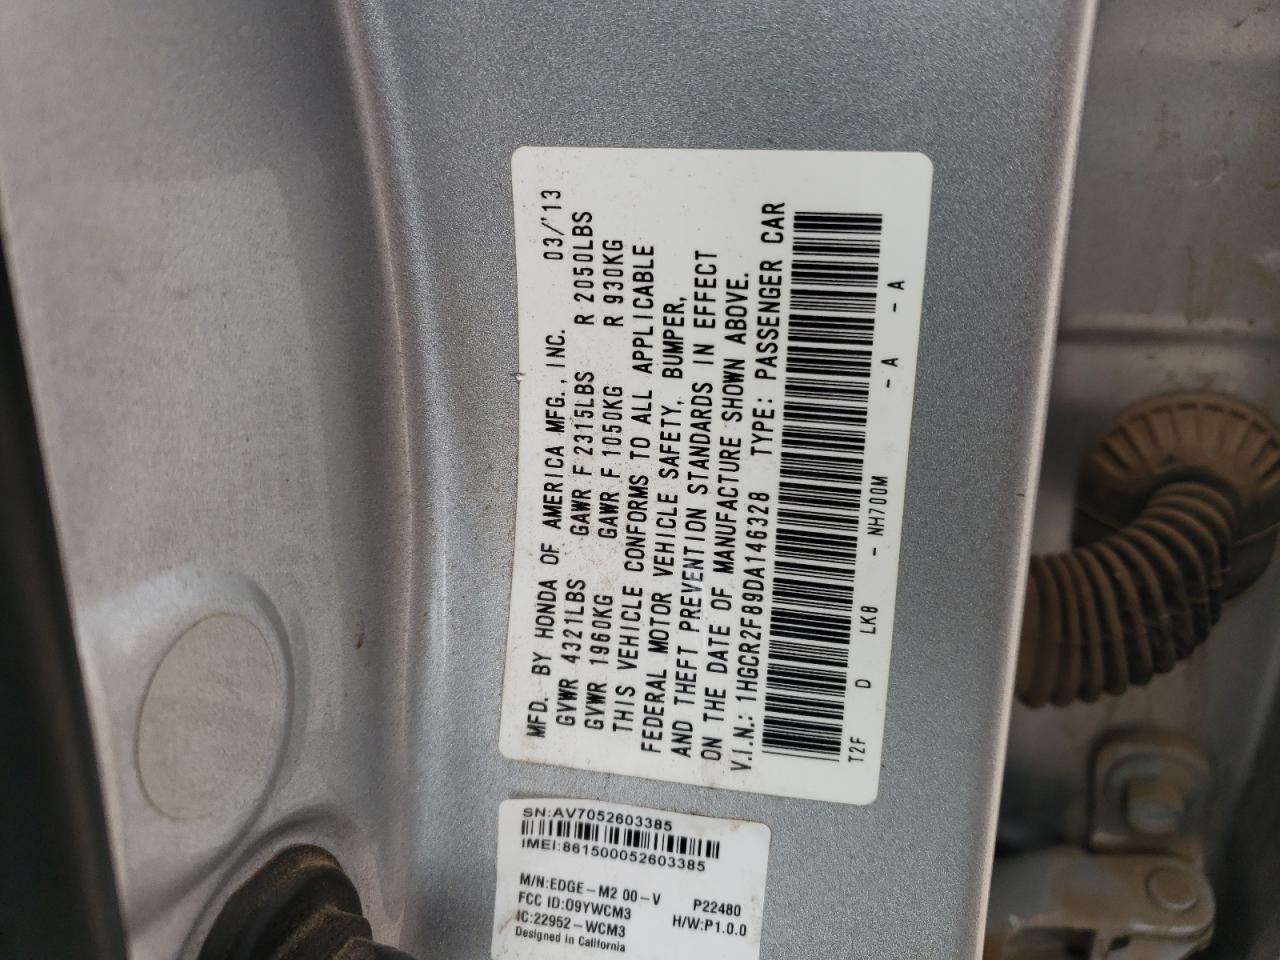 MFD. BY HONDA OF AMERICA MFG., INC. 03/'13
GVWR 4321LBS GAWR F 2315LBS R 2050LBS
GVWR 1960KG GAWR F 1050KG R 930KG
THIS VEHICLE CONFORMS TO ALL APPLICABLE
FEDERAL MOTOR VEHICLE SAFETY, BUMPER,
AND THEFT PREVENTION STANDARDS IN EFFECT
ON THE DATE OF MANUFACTURE SHOWN ABOVE.
V.I.N.: 1HGCR2F89DA146328 TYPE: PASSENGER CAR
T2F D LK8 - NH700M - A - A
SN:AV7052603385
IMEI:861500052603385
M/N:EDGE-M2 00-V P22480
FCC ID:O9YWCM3 H/W:P1.0.0
IC:22952-WCM3
Designed in California